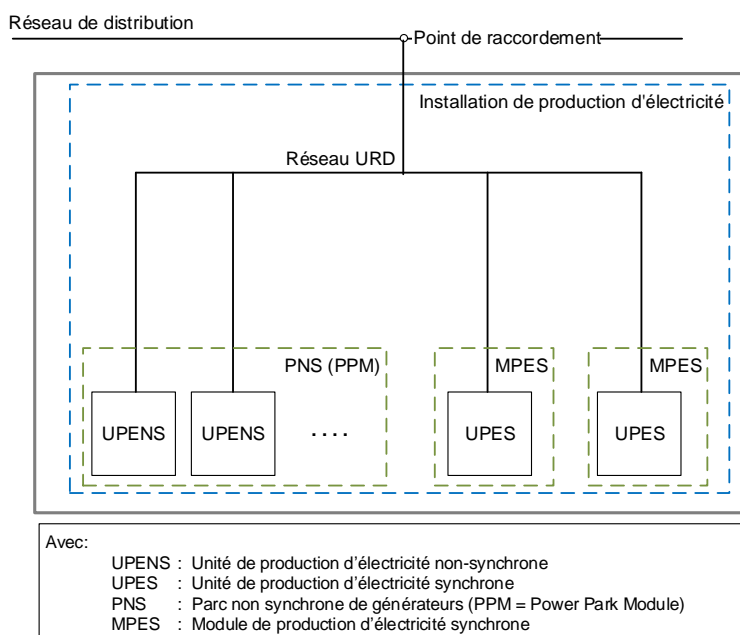 Réseau de distribution
Point de raccordement
Installation de production d'électricité
Réseau URD
PNS (PPM)
MPES
MPES
UPENS
UPENS
....
UPES
UPES
Avec:
UPENS : Unité de production d'électricité non-synchrone
UPES : Unité de production d'électricité synchrone
PNS : Parc non synchrone de générateurs (PPM = Power Park Module)
MPES : Module de production d'électricité synchrone